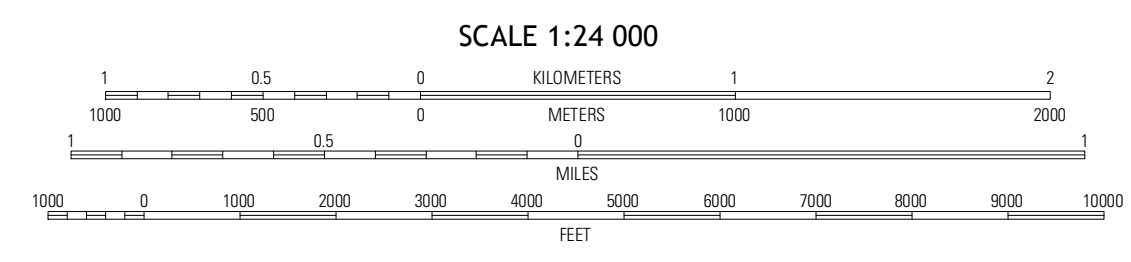 SCALE 1:24 000
1 0.5 0 KILOMETERS 1 2
1000 500 0 METERS 1000 2000
1 0.5 0 1
MILES
1000 0 1000 2000 3000 4000 5000 6000 7000 8000 9000 10000
FEET